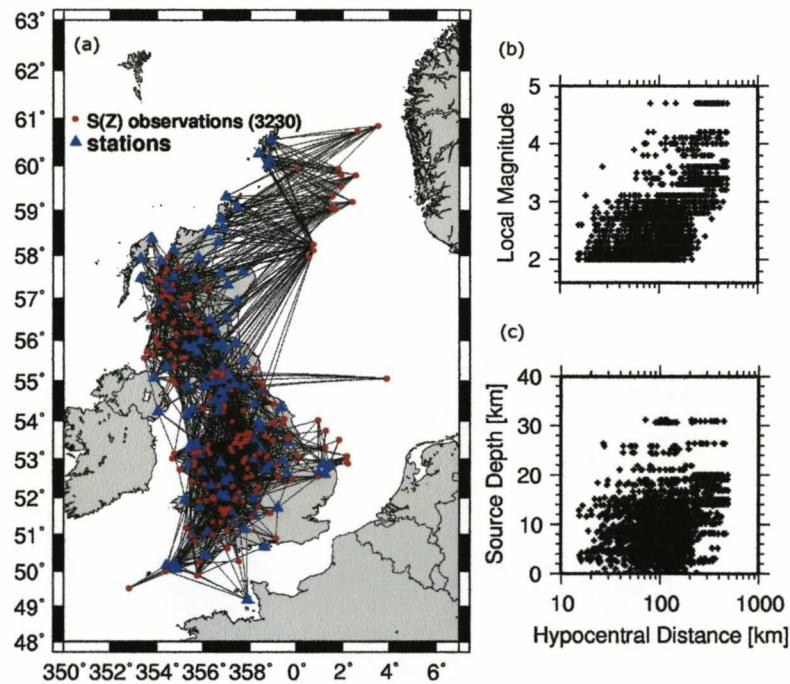 (a)
S(Z) observations (3230)
stations
63°
62°
61°
60°
59°
58°
57°
56°
55°
54°
53°
52°
51°
50°
49°
48°
350° 352° 354° 356° 358° 0° 2° 4° 6°
(b)
5
4
3
2
Local Magnitude
(c)
40
30
20
10
0
Source Depth [km]
10 100 1000
Hypocentral Distance [km]